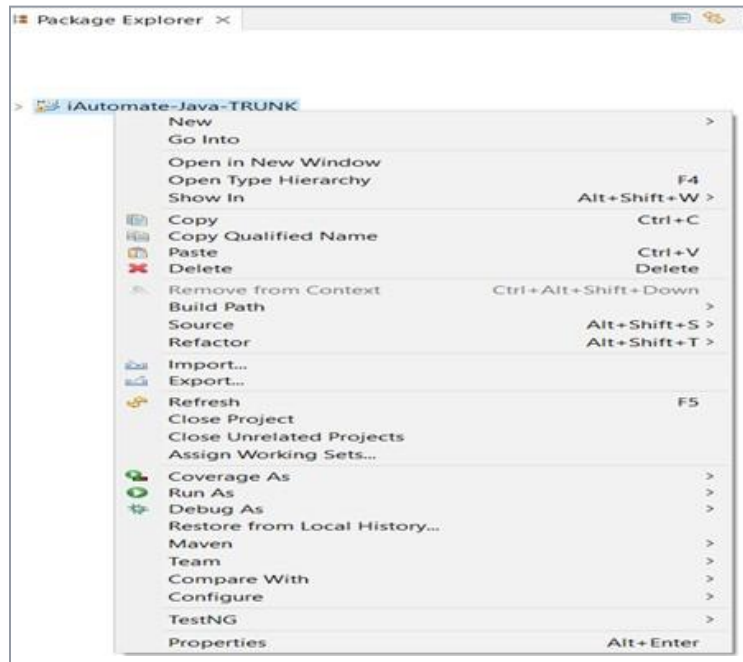 Package Explorer ×
> iAutomate-Java-TRUNK
New >
Go Into
Open in New Window
Open Type Hierarchy F4
Show In Alt+Shift+W >
Copy Ctrl+C
Copy Qualified Name
Paste Ctrl+V
Delete Delete
Remove from Context Ctrl+Alt+Shift+Down
Build Path >
Source Alt+Shift+S >
Refactor Alt+Shift+T >
Import...
Export...
Refresh F5
Close Project
Close Unrelated Projects
Assign Working Sets...
Coverage As >
Run As >
Debug As >
Restore from Local History...
Maven >
Team >
Compare With >
Configure >
TestNG >
Properties Alt+Enter